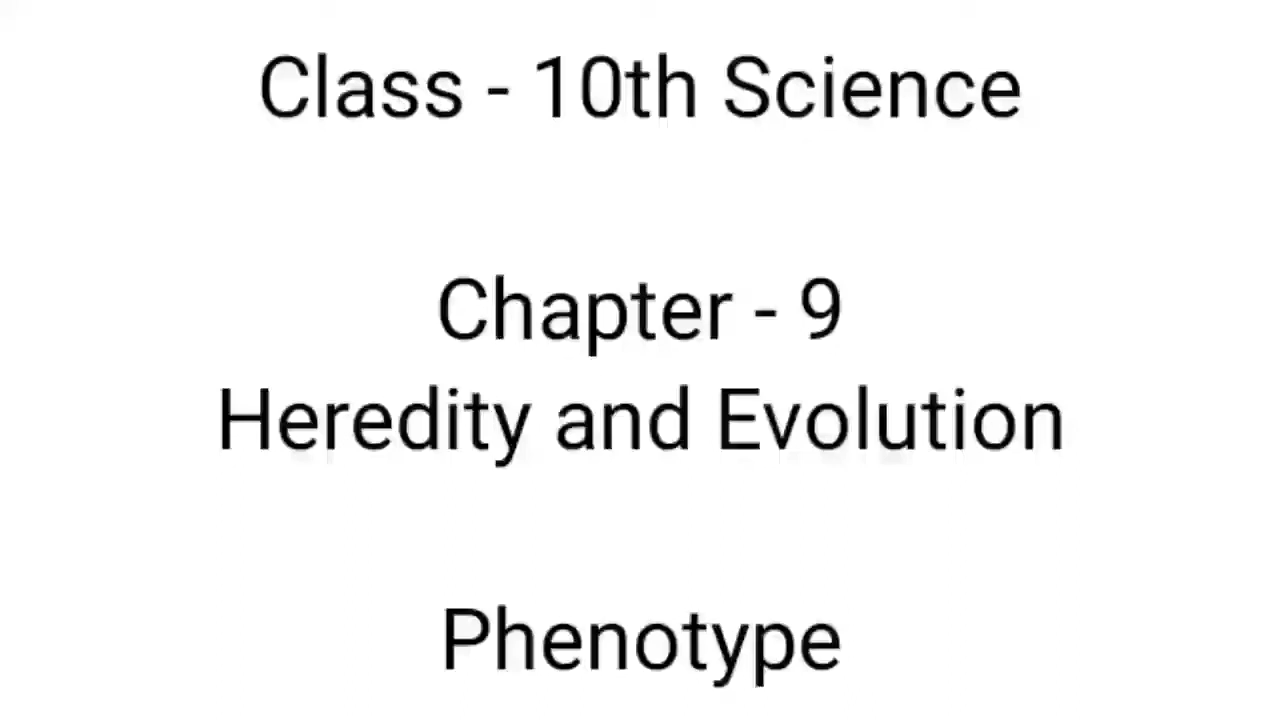 Class - 10th Science
Chapter - 9
Heredity and Evolution
Phenotype